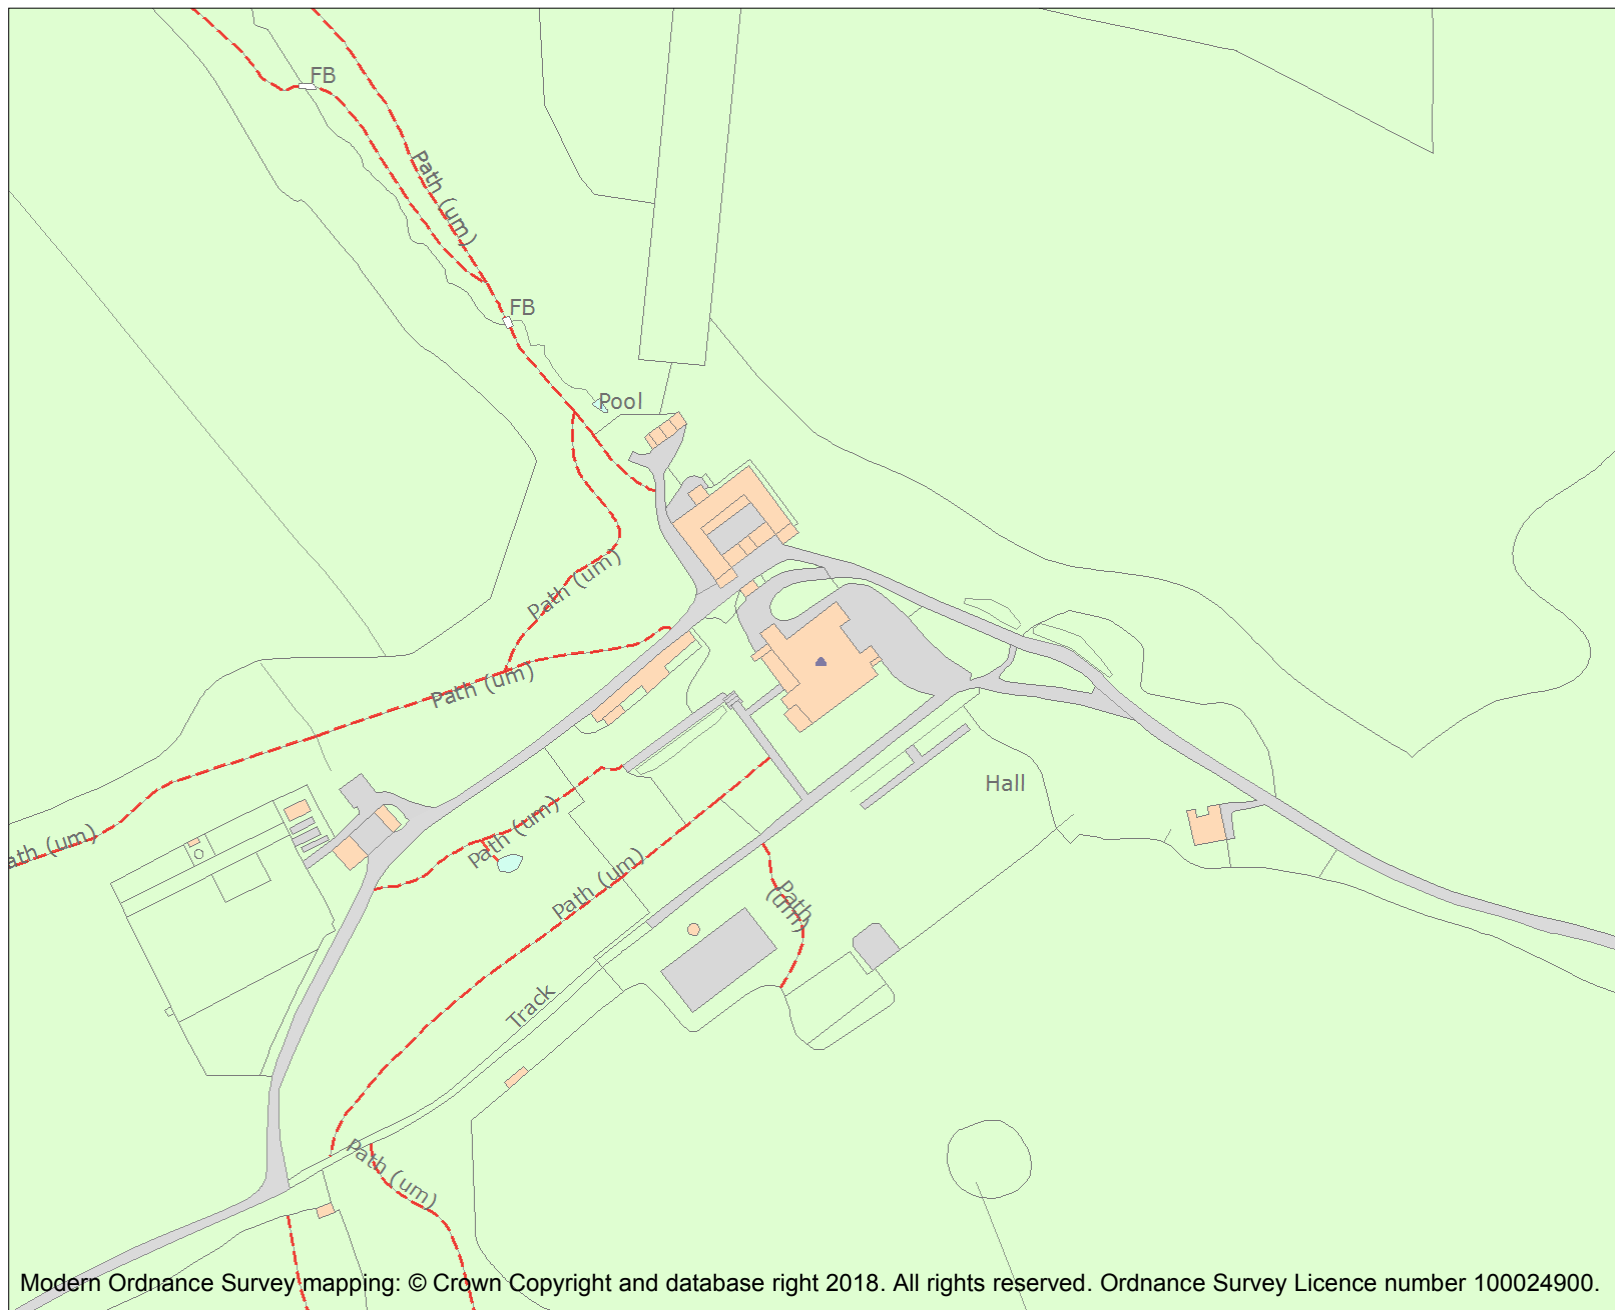 FB
Path (um)
FB
Pool
Path (um)
Path (um)
Hall
Path (um)
ath (um)
Path (um)
Path
(um)
Track
Path (um)
Modern Ordnance Survey mapping: © Crown Copyright and database right 2018. All rights reserved. Ordnance Survey Licence number 100024900.